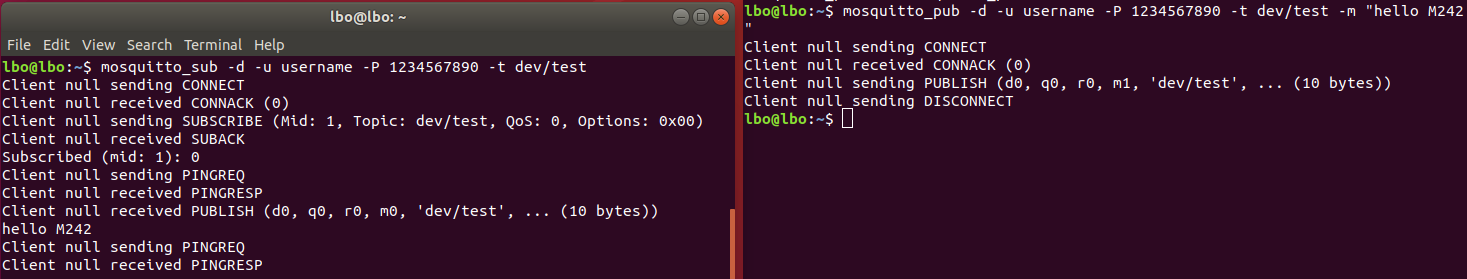 lbo@lbo: ~
File Edit View Search Terminal Help
lbo@lbo:~$ mosquitto_sub -d -u username -P 1234567890 -t dev/test
Client null sending CONNECT
Client null received CONNACK (0)
Client null sending SUBSCRIBE (Mid: 1, Topic: dev/test, QoS: 0, Options: 0x00)
Client null received SUBACK
Subscribed (mid: 1): 0
Client null sending PINGREQ
Client null received PINGRESP
Client null received PUBLISH (d0, q0, r0, m0, 'dev/test', ... (10 bytes))
hello M242
Client null sending PINGREQ
Client null received PINGRESP
lbo@lbo:~$ mosquitto_pub -d -u username -P 1234567890 -t dev/test -m "hello M242
"
Client null sending CONNECT
Client null received CONNACK (0)
Client null sending PUBLISH (d0, q0, r0, m1, 'dev/test', ... (10 bytes))
Client null sending DISCONNECT
lbo@lbo:~$